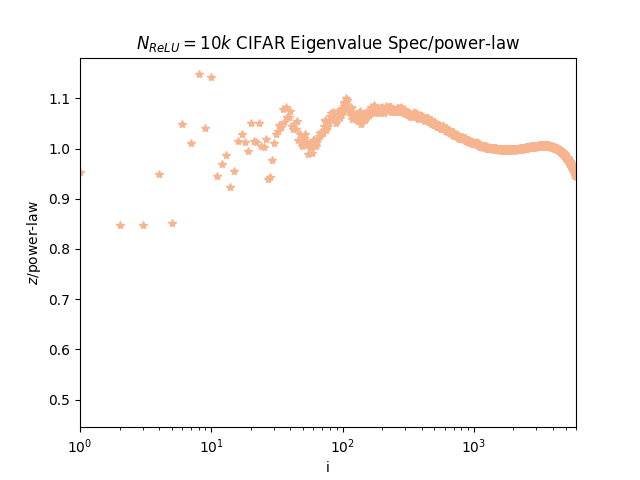 N_{ReLU} = 10k CIFAR Eigenvalue Spec/power-law
z/power-law
1.1
1.0
0.9
0.8
0.7
0.6
0.5
10^0 10^1 10^2 10^3
i